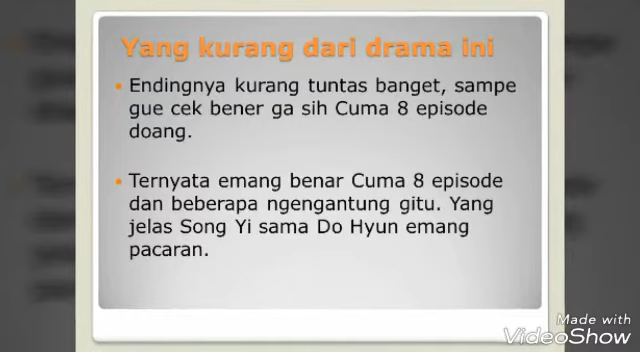 Yang kurang dari drama ini
Endingnya kurang tuntas banget, sampe
gue cek bener ga sih Cuma 8 episode
doang.
Ternyata emang benar Cuma 8 episode
dan beberapa ngengantung gitu. Yang
jelas Song Yi sama Do Hyun emang
pacaran.
Made with
VideoShow